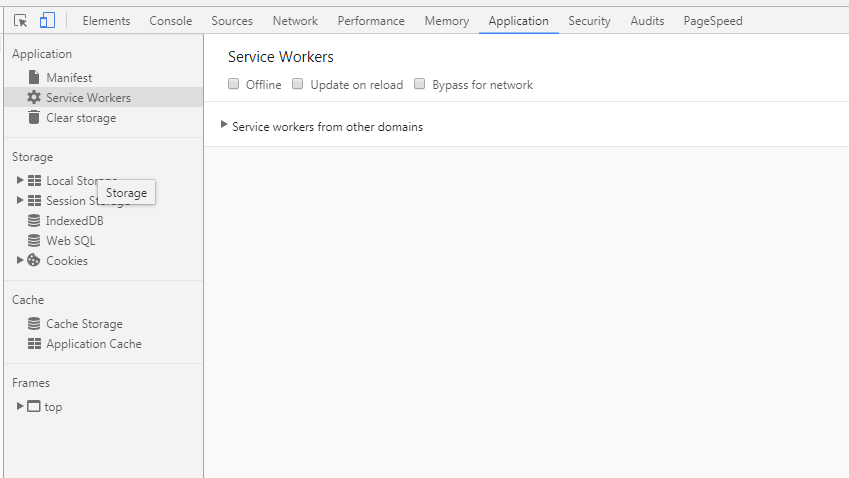 Elements Console Sources Network Performance Memory Application Security Audits PageSpeed
Application
Manifest
Service Workers
Clear storage
Storage
Local Storage
Session Storage
Storage
IndexedDB
Web SQL
Cookies
Cache
Cache Storage
Application Cache
Frames
top
Service Workers
Offline Update on reload Bypass for network
Service workers from other domains